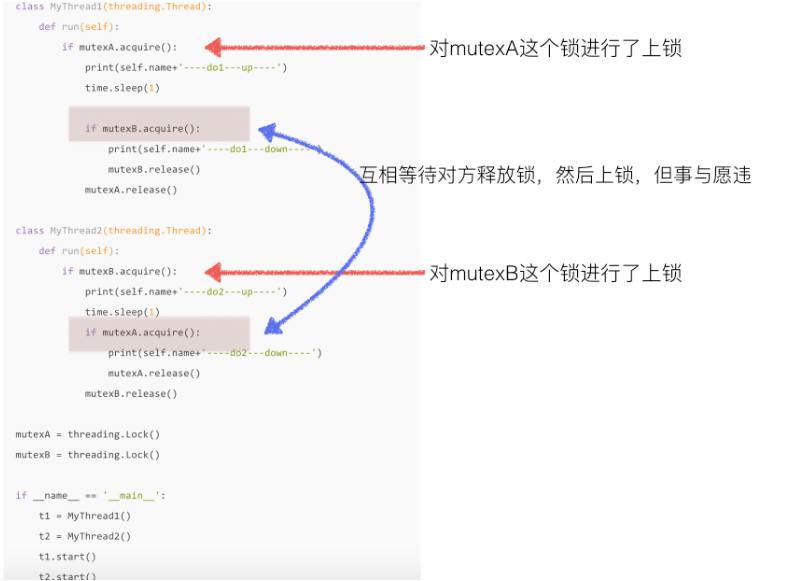 class MyThread1(threading.Thread):
    def run(self):
        if mutexA.acquire():
对mutexA这个锁进行了上锁
            print(self.name+'----do1---up----')
            time.sleep(1)
            if mutexB.acquire():
                print(self.name+'----do1---down----')
                mutexB.release()
互相等待对方释放锁，然后上锁，但事与愿违
            mutexA.release()
class MyThread2(threading.Thread):
    def run(self):
        if mutexB.acquire():
对mutexB这个锁进行了上锁
            print(self.name+'----do2---up----')
            time.sleep(1)
            if mutexA.acquire():
                print(self.name+'----do2---down----')
                mutexA.release()
            mutexB.release()
mutexA = threading.Lock()
mutexB = threading.Lock()
if __name__ == '__main__':
    t1 = MyThread1()
    t2 = MyThread2()
    t1.start()
    t2.start()